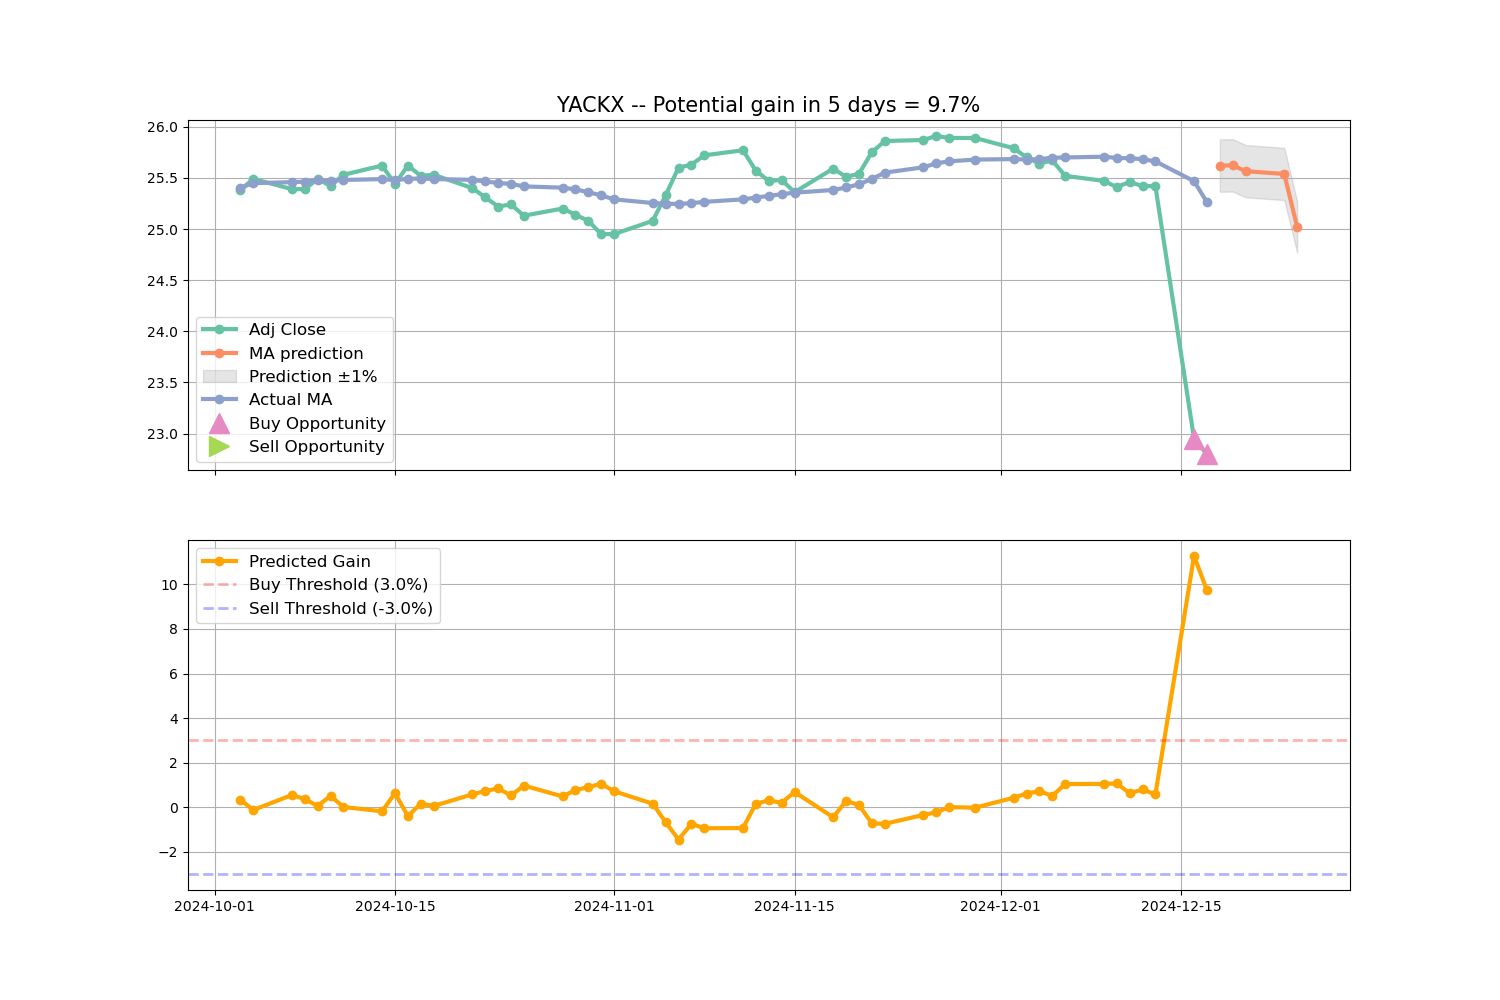 YACKX -- Potential gain in 5 days = 9.7%
26.0
25.5
25.0
24.5
24.0
23.5
23.0
Adj Close
MA prediction
Prediction ±1%
Actual MA
Buy Opportunity
Sell Opportunity
10
8
6
4
2
0
−2
Predicted Gain
Buy Threshold (3.0%)
Sell Threshold (-3.0%)
2024-10-01 2024-10-15 2024-11-01 2024-11-15 2024-12-01 2024-12-15